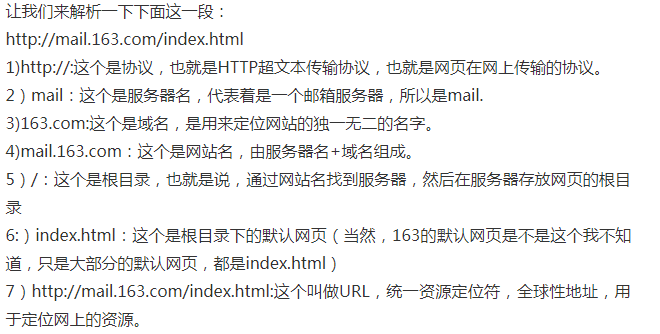 让我们来解析一下下面这一段：
http://mail.163.com/index.html
1)http://:这个是协议，也就是HTTP超文本传输协议，也就是网页在网上传输的协议。
2）mail：这个是服务器名，代表着是一个邮箱服务器，所以是mail.
3)163.com:这个是域名，是用来定位网站的独一无二的名字。
4)mail.163.com：这个是网站名，由服务器名+域名组成。
5）/：这个是根目录，也就是说，通过网站名找到服务器，然后在服务器存放网页的根目
录
6:）index.html：这个是根目录下的默认网页（当然，163的默认网页是不是这个我不知
道，只是大部分的默认网页，都是index.html）
7）http://mail.163.com/index.html:这个叫做URL，统一资源定位符，全球性地址，用
于定位网上的资源。